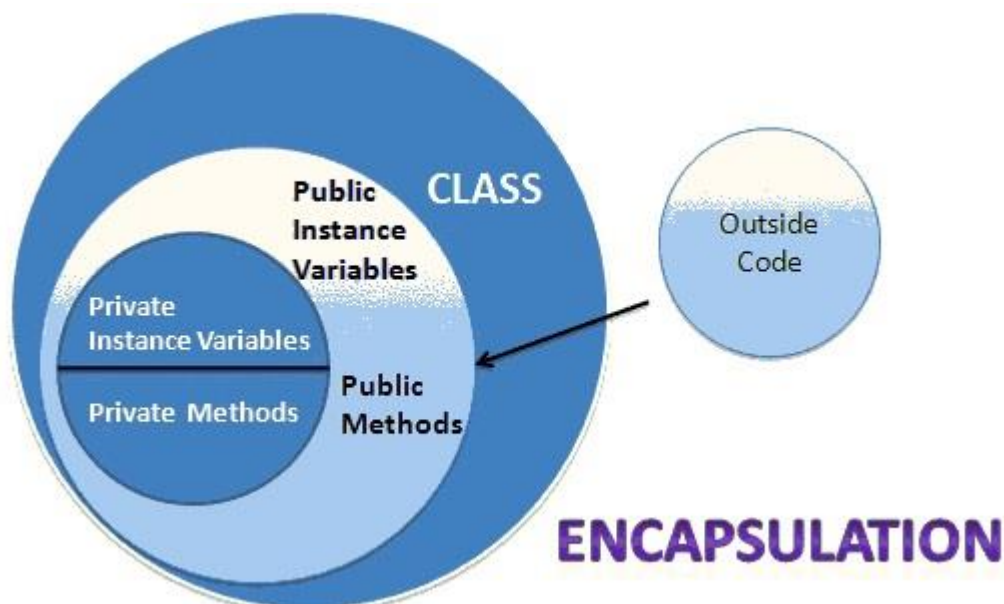 CLASS
Public
Instance
Variables
Private
Instance Variables
Private Methods
Public
Methods
Outside
Code
ENCAPSULATION